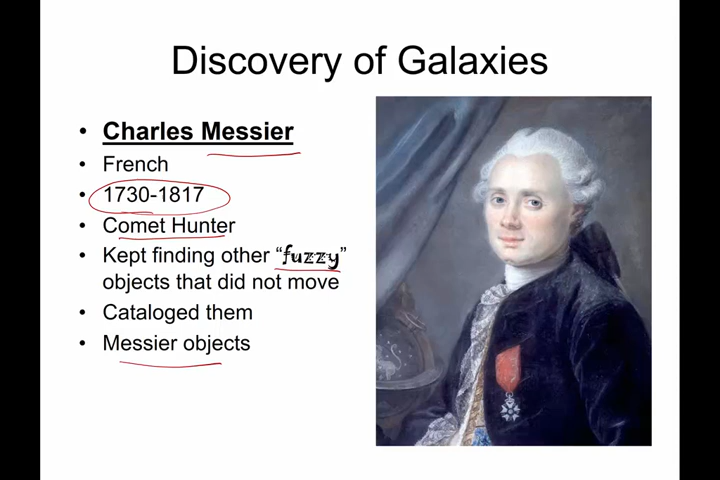 Discovery of Galaxies
• Charles Messier
• French
• 1730-1817
• Comet Hunter
• Kept finding other “fuzzy”
objects that did not move
• Cataloged them
• Messier objects